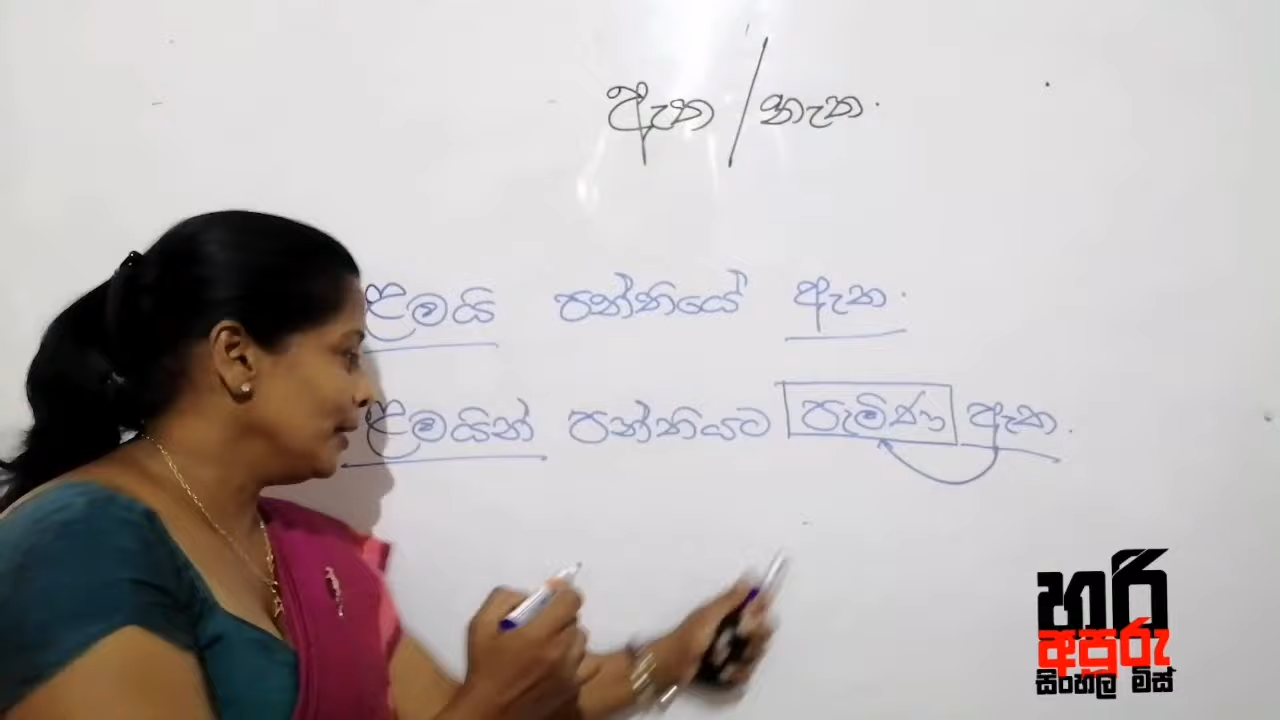 ඇත / නැත.
ළමයි පන්තියේ ඇත.
ළමයින් පන්තියට පැමිණ ඇත.
හරි
අපූරු
සිංහල මිස්